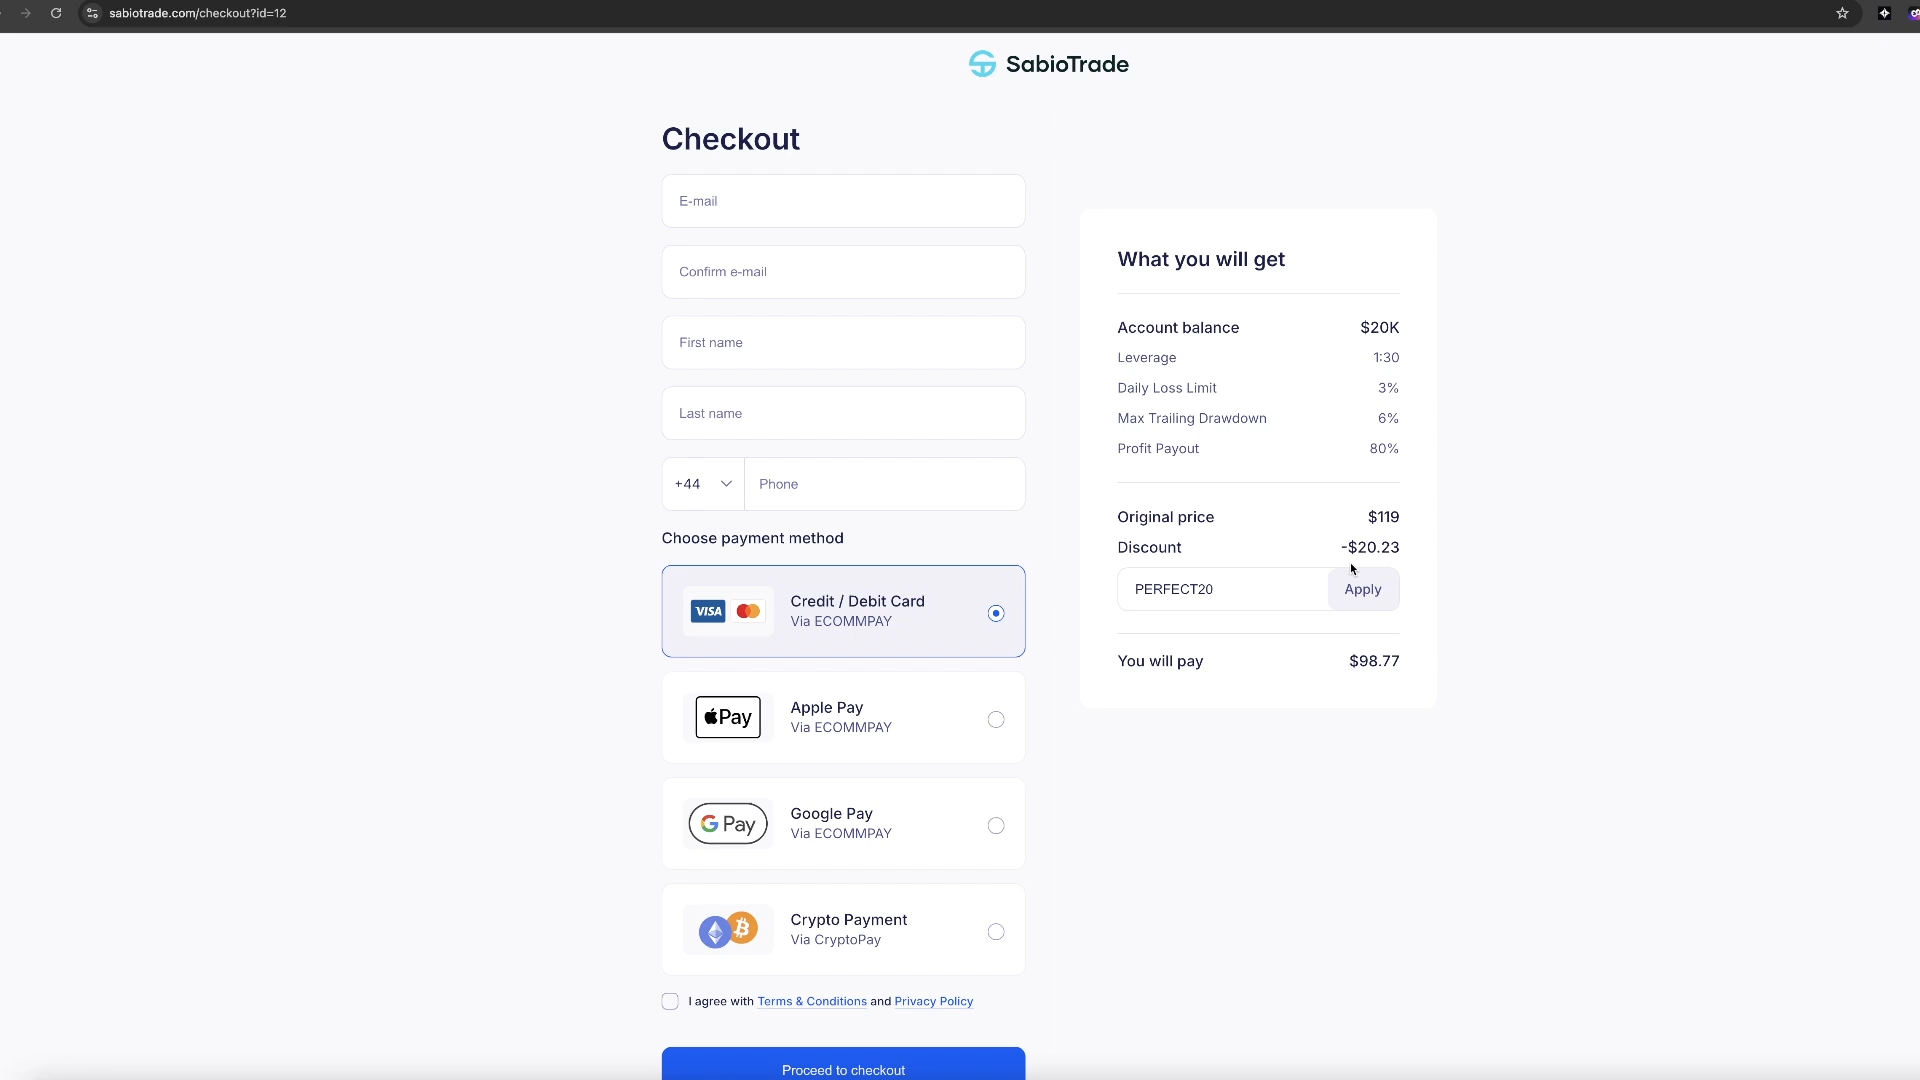 sabiotrade.com/checkout?id=12
SabioTrade
Checkout
E-mail
Confirm e-mail
First name
Last name
+44 Phone
Choose payment method
VISA
Credit / Debit Card
Via ECOMMPAY
Pay
Apple Pay
Via ECOMMPAY
G Pay
Google Pay
Via ECOMMPAY
Crypto Payment
Via CryptoPay
I agree with Terms & Conditions and Privacy Policy
Proceed to checkout
What you will get
Account balance $20K
Leverage 1:30
Daily Loss Limit 3%
Max Trailing Drawdown 6%
Profit Payout 80%
Original price $119
Discount -$20.23
PERFECT20 Apply
You will pay $98.77